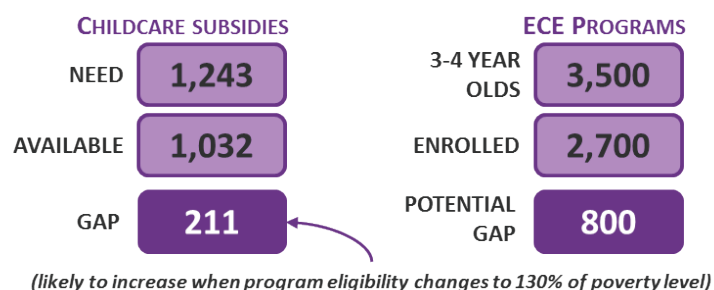 CHILDCARE SUBSIDIES
NEED 1,243
AVAILABLE 1,032
GAP 211
ECE PROGRAMS
3-4 YEAR
OLDS
3,500
ENROLLED 2,700
POTENTIAL
GAP
800
(likely to increase when program eligibility changes to 130% of poverty level)